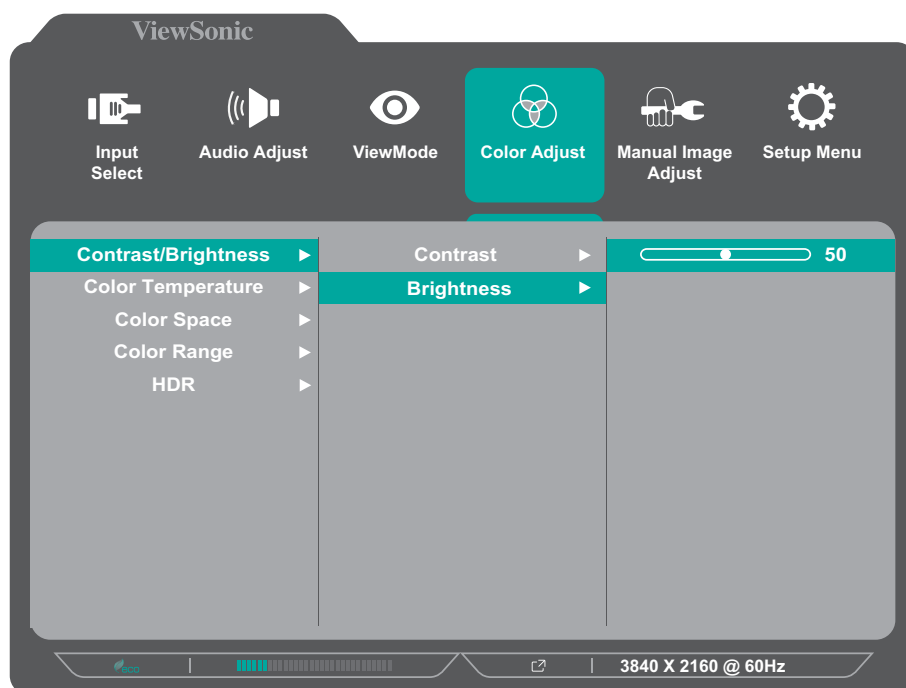 ViewSonic
Input Select
Audio Adjust
ViewMode
Color Adjust
Manual Image Adjust
Setup Menu
Contrast/Brightness
Contrast
50
Color Temperature
Brightness
Color Space
Color Range
HDR
eco
3840 X 2160 @ 60Hz